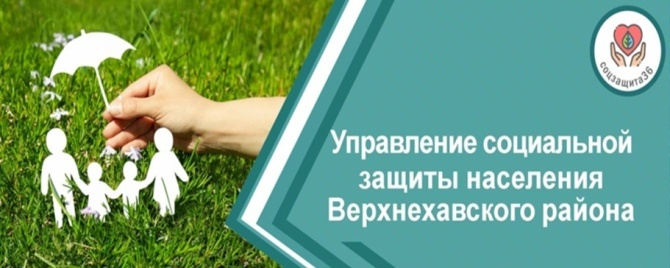 соцзащита36
Управление социальной
защиты населения
Верхнехавского района